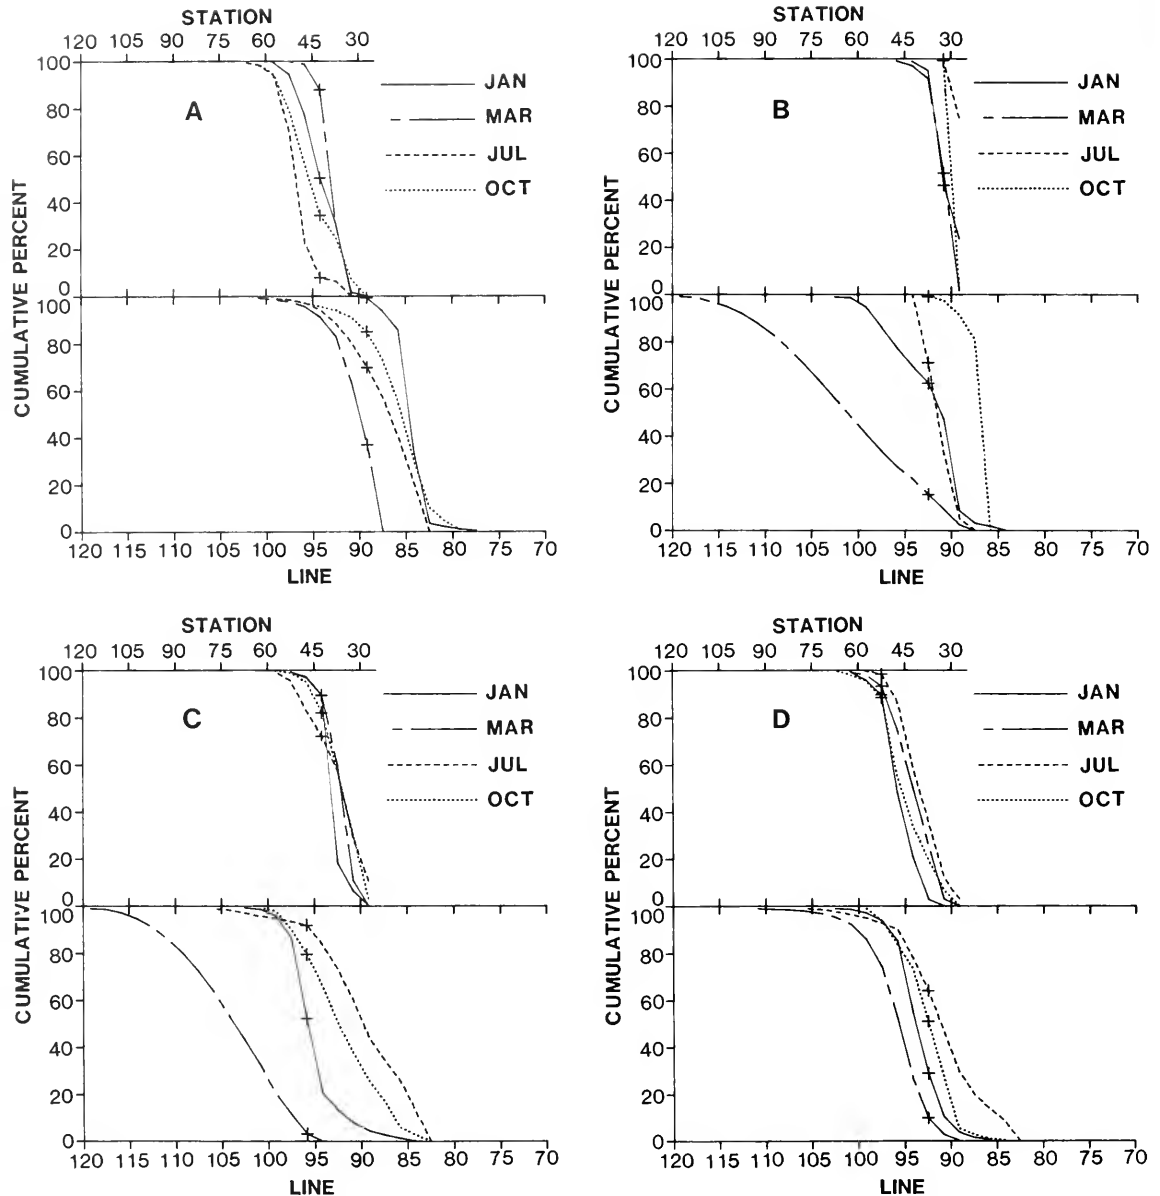 STATION
120 105 90 75 60 45 30
100
80
60
40
20
0
A
JAN
MAR
JUL
OCT
CUMULATIVE PERCENT
100
80
60
40
20
0
120 110 100 95 90 85 80 75 70
LINE
STATION
120 105 90 75 60 45 30
100
80
60
40
20
0
B
JAN
MAR
JUL
OCT
CUMULATIVE PERCENT
100
80
60
40
20
0
120 115 110 105 100 95 90 85 80 75 70
LINE
STATION
120 105 90 75 60 45 30
100
80
60
40
20
0
C
JAN
MAR
JUL
OCT
CUMULATIVE PERCENT
100
80
60
40
20
0
120 110 115 110 105 100 95 90 85 80 75 70
LINE
STATION
120 105 90 75 60 45 30
100
80
60
40
20
0
D
JAN
MAR
JUL
OCT
CUMULATIVE PERCENT
100
80
60
40
20
0
120 115 110 105 100 95 90 85 80 75 70
LINE